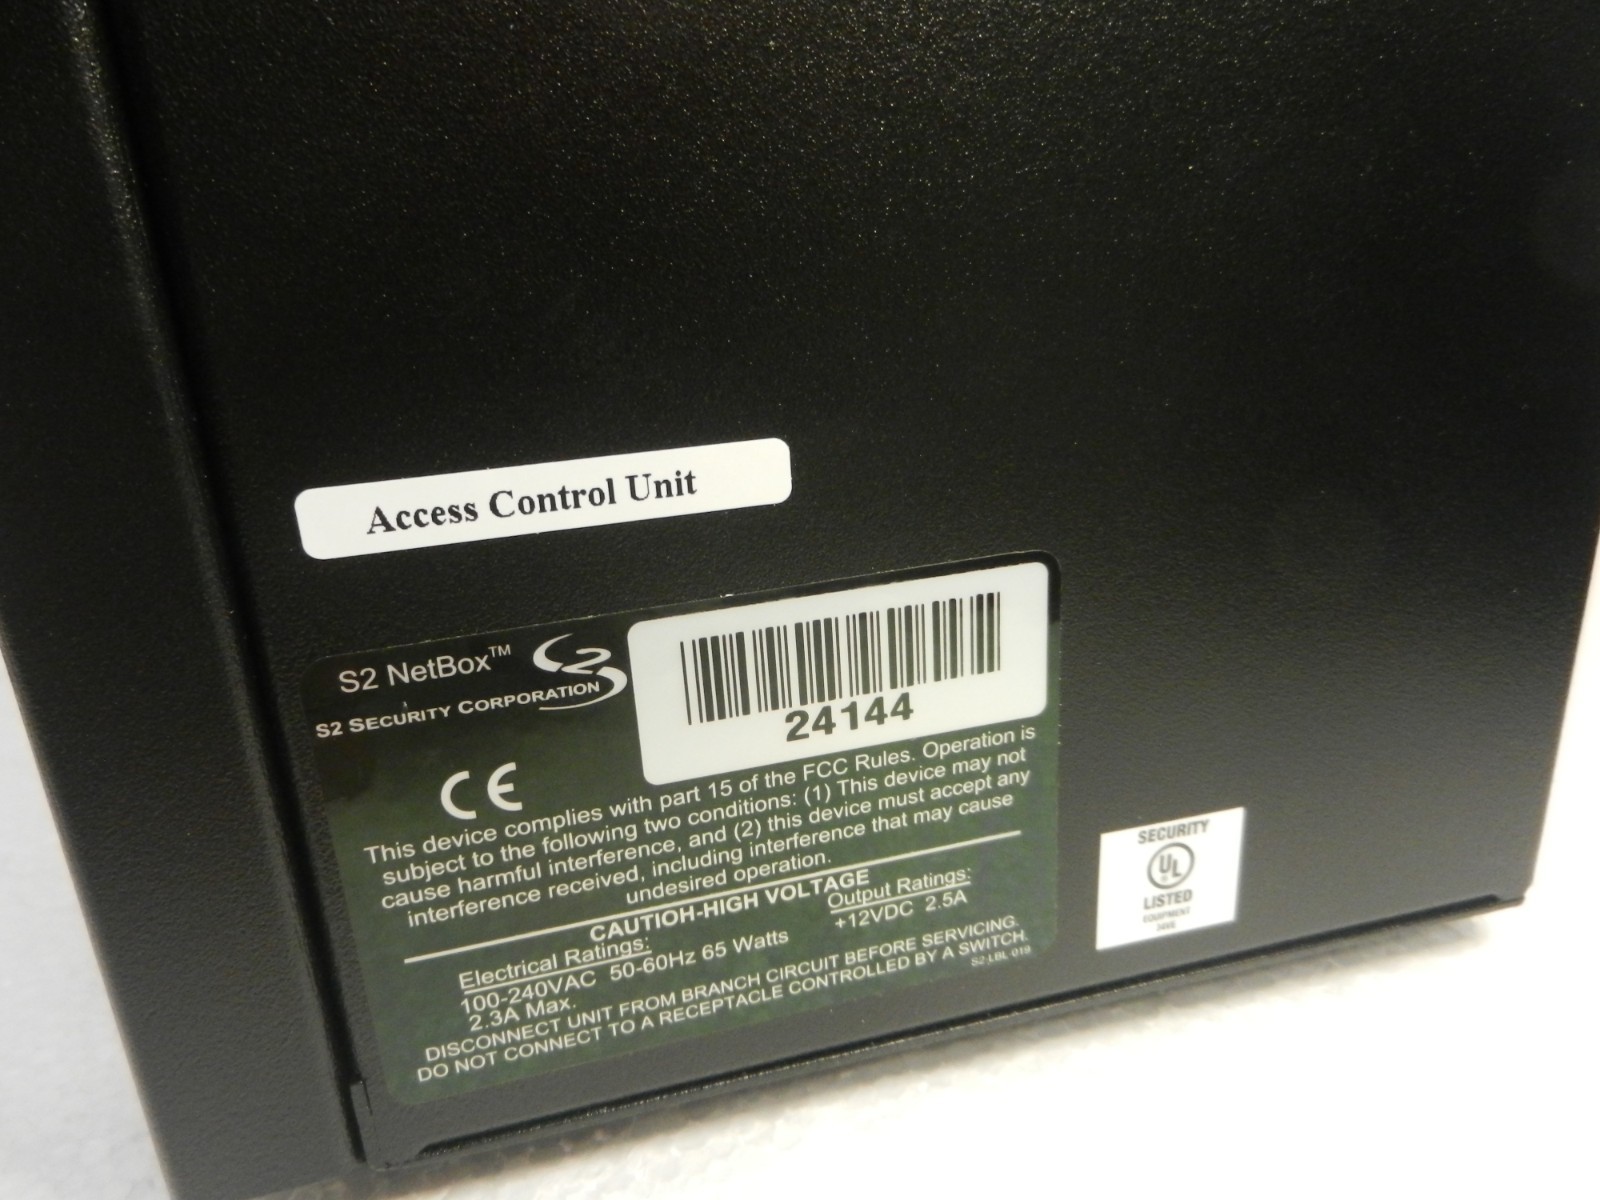 Access Control Unit
S2 NetBox™
S2
S2 SECURITY CORPORATION
24144
CE
This device complies with part 15 of the FCC Rules. Operation is
subject to the following two conditions: (1) This device may not
cause harmful interference, and (2) this device must accept any
interference received, including interference that may cause
undesired operation.
CAUTIOH-HIGH VOLTAGE
Electrical Ratings:
100-240VAC 50-60Hz 65 Watts
2.3A Max.
Output Ratings:
+12VDC 2.5A
DISCONNECT UNIT FROM BRANCH CIRCUIT BEFORE SERVICING.
DO NOT CONNECT TO A RECEPTACLE CONTROLLED BY A SWITCH.
S2-LBL-019
SECURITY
UL
LISTED
EQUIPMENT